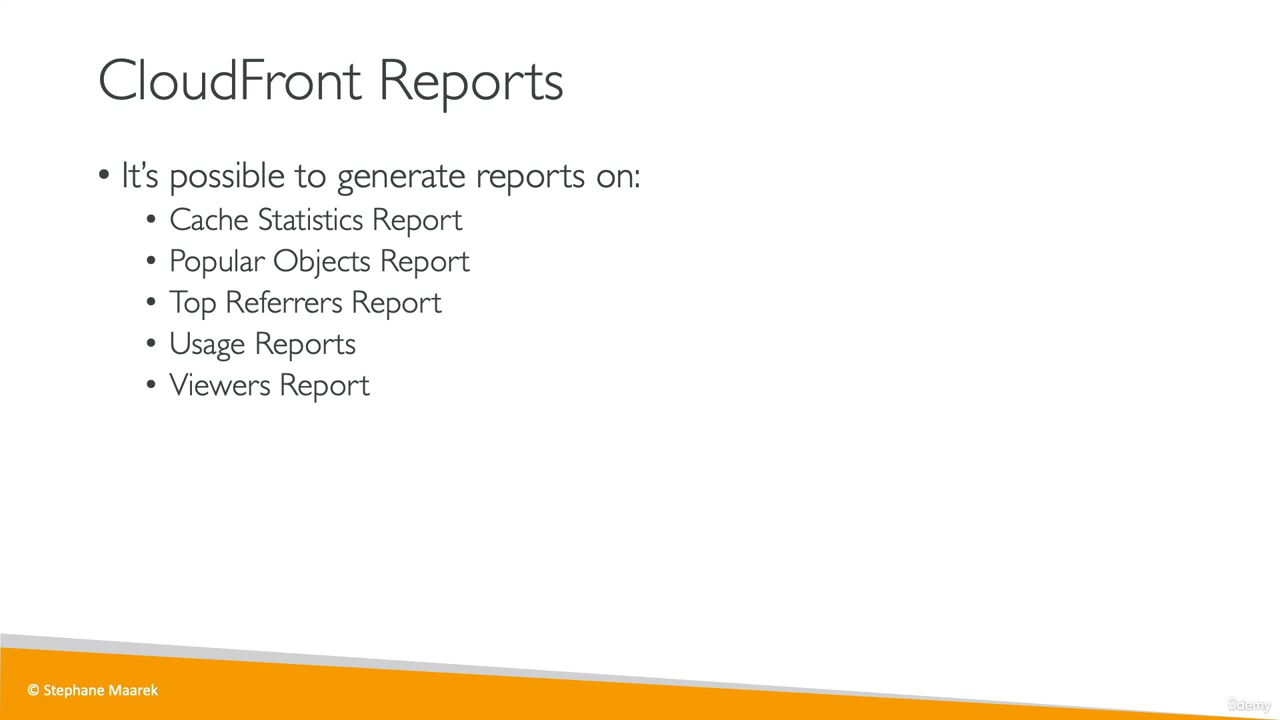 CloudFront Reports
• It's possible to generate reports on:
• Cache Statistics Report
• Popular Objects Report
• Top Referrers Report
• Usage Reports
• Viewers Report
© Stephane Maarek
ûdemy